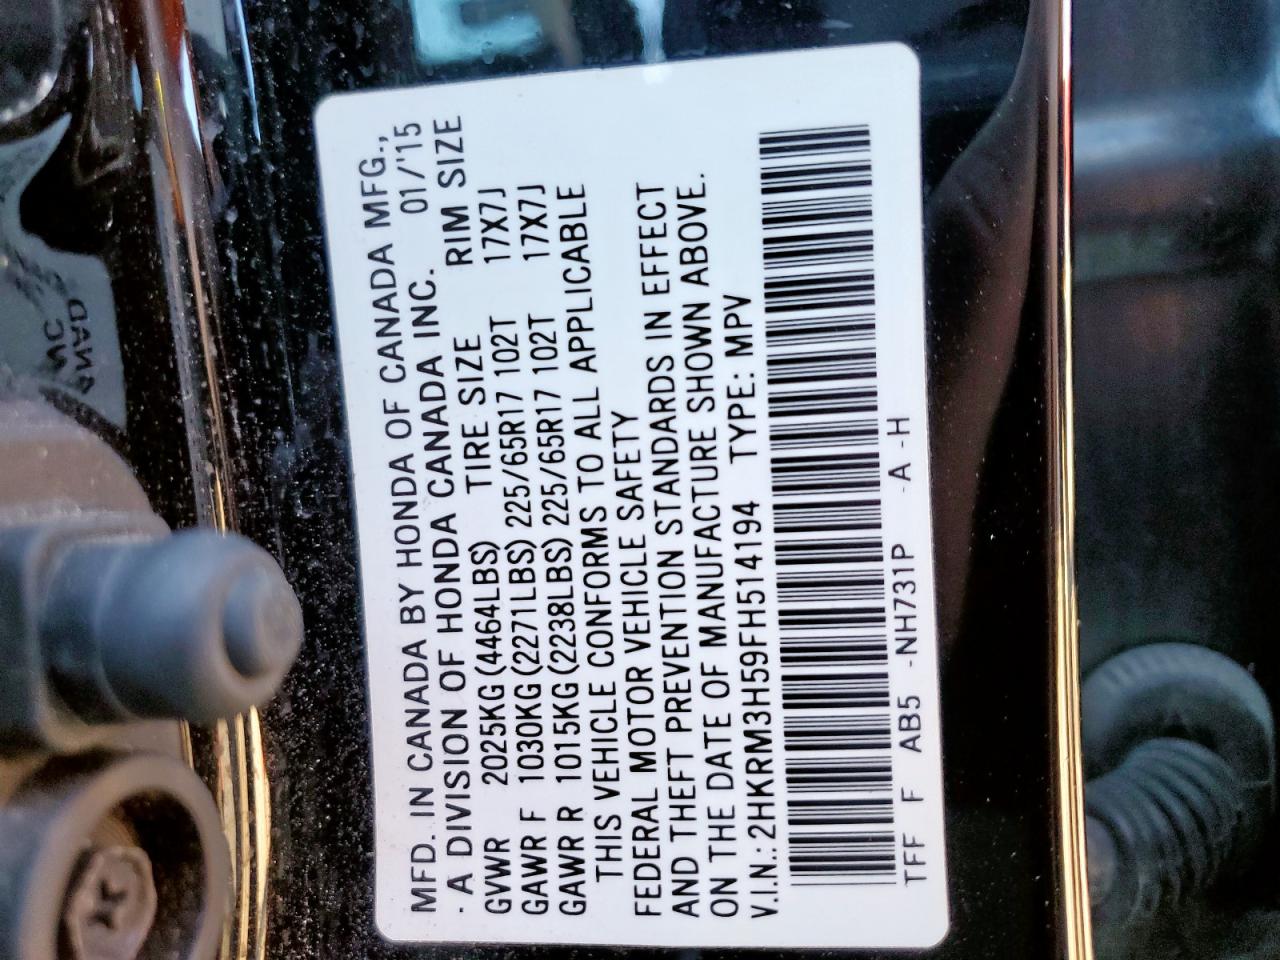 MFD. IN CANADA BY HONDA OF CANADA MFG.,
. A DIVISION OF HONDA CANADA INC. 01/'15
GVWR 2025KG(4464LBS) TIRE SIZE RIM SIZE
GAWR F 1030KG(2271LBS) 225/65R17 102T 17X7J
GAWR R 1015KG(2238LBS) 225/65R17 102T 17X7J
THIS VEHICLE CONFORMS TO ALL APPLICABLE
FEDERAL MOTOR VEHICLE SAFETY
AND THEFT PREVENTION STANDARDS IN EFFECT
ON THE DATE OF MANUFACTURE SHOWN ABOVE.
V.I.N.: 2HKRM3H59FH514194 TYPE: MPV
TFF F AB5 -NH731P -A -H